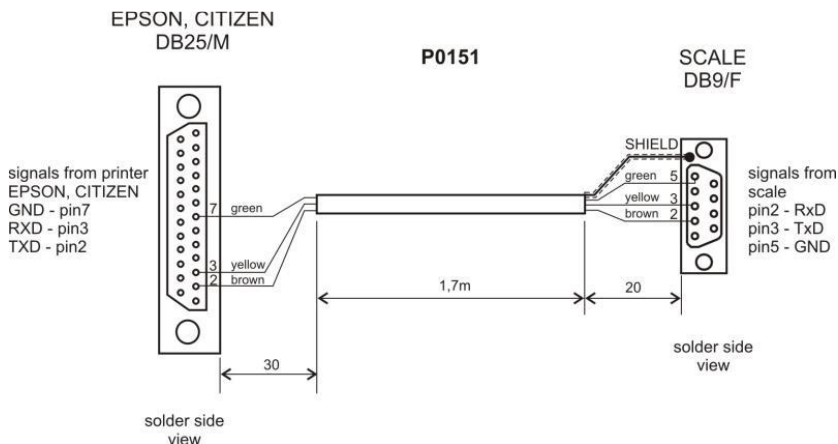 EPSON, CITIZEN
DB25/M
P0151
SCALE
DB9/F
signals from printer
EPSON, CITIZEN
GND - pin7
RXD - pin3
TXD - pin2
7 green
3 yellow
2 brown
SHIELD
green 5
yellow 3
brown 2
signals from
scale
pin2 - RxD
pin3 - TxD
pin5 - GND
1,7m
20
30
solder side
view
solder side
view